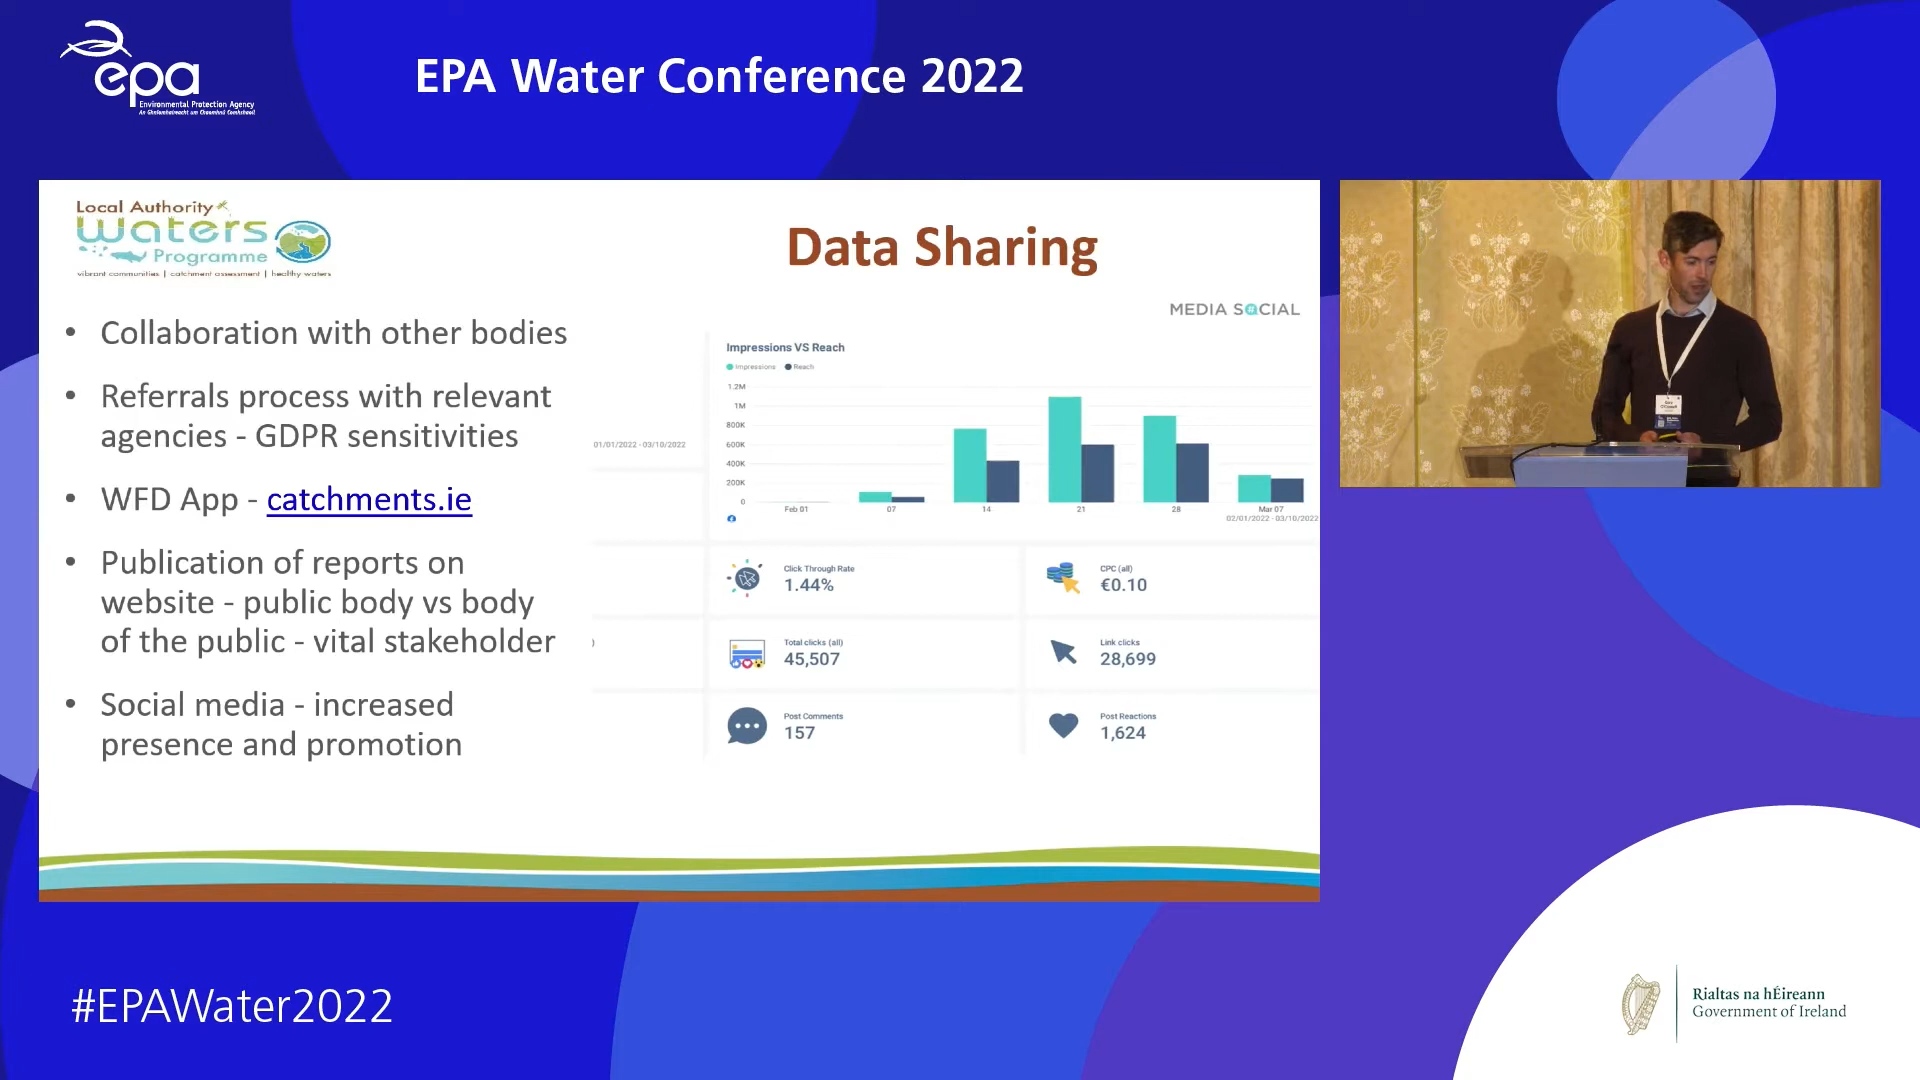 epa
Environmental Protection Agency
An Ghníomhaireacht um Chaomhnú Comhshaoil
EPA Water Conference 2022
Local Authority
Waters
Programme
vibrant communities | catchment assessment | healthy waters
Data Sharing
• Collaboration with other bodies
• Referrals process with relevant
agencies - GDPR sensitivities
• WFD App - catchments.ie
• Publication of reports on
website - public body vs body
of the public - vital stakeholder
• Social media - increased
presence and promotion
MEDIA SOCIAL
01/01/2022 - 03/10/2022
Impressions VS Reach
Impressions Reach
1.2M
1M
800K
600K
400K
200K
0
Feb 01 07 14 21 28 Mar 07
02/01/2022 - 03/10/2022
Click Through Rate
1.44%
CPC (all)
€0.10
Total clicks (all)
45,507
Link clicks
28,699
Post Comments
157
Post Reactions
1,624
#EPAWater2022
Rialtas na hÉireann
Government of Ireland